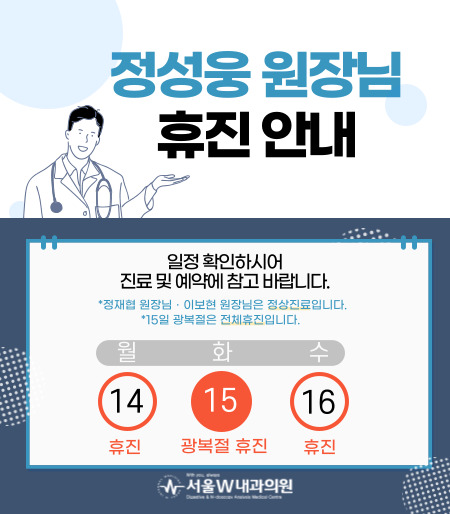 정성웅 원장님
휴진 안내
일정 확인하시어
진료 및 예약에 참고 바랍니다.
*정재협 원장님 · 이보현 원장님은 정상진료입니다.
*15일 광복절은 전체휴진입니다.
월 화 수
14 15 16
휴진 광복절 휴진 휴진
서울W내과의원